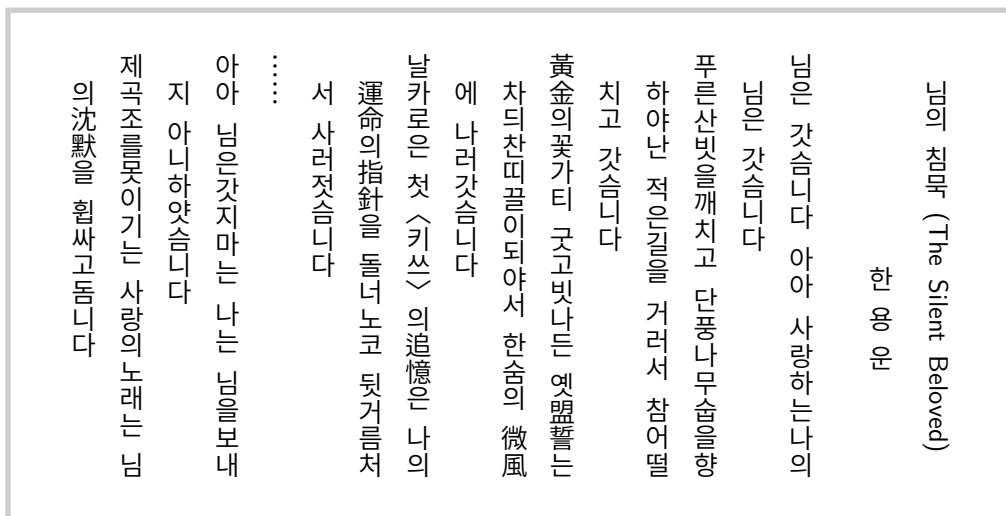 님의 침묵 (The Silent Beloved)
한용운
님은 갓슴니다 아아 사랑하는나의
님은 갓슴니다
푸른산빗을깨치고 단풍나무숩을향
하야난 적은길을 거러서 참어떨
치고 갓슴니다
黃金의꽃가티 굿고빗나든 옛盟誓는
차듸찬띠끌이되야서 한숨의 微風
에 나러갓슴니다
날카로은 첫 〈키쓰〉 의追憶은 나의
運命의指針을 돌너노코 뒷거름처
서 사러젓슴니다
……
아아 님은갓지마는 나는 님을보내
지 아니하얏슴니다
제곡조를못이기는 사랑의노래는 님
의沈默을 휩싸고돔니다